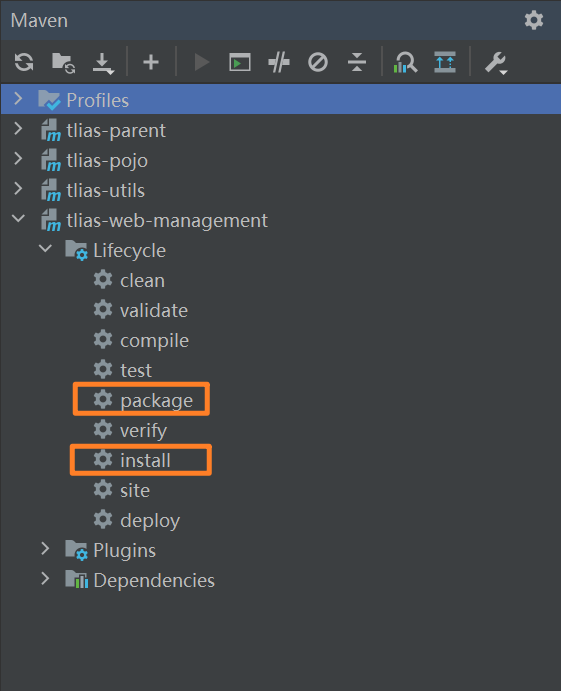 Maven
Profiles
tlias-parent
tlias-pojo
tlias-utils
tlias-web-management
Lifecycle
clean
validate
compile
test
package
verify
install
site
deploy
Plugins
Dependencies